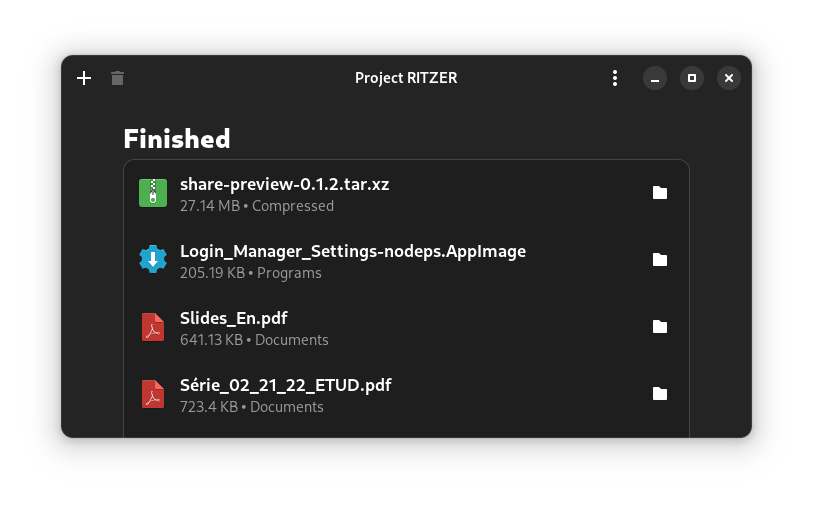 Project RITZER
Finished
share-preview-0.1.2.tar.xz
27.14 MB • Compressed
Login_Manager_Settings-nodeps.AppImage
205.19 KB • Programs
Slides_En.pdf
641.13 KB • Documents
Série_02_21_22_ETUD.pdf
723.4 KB • Documents